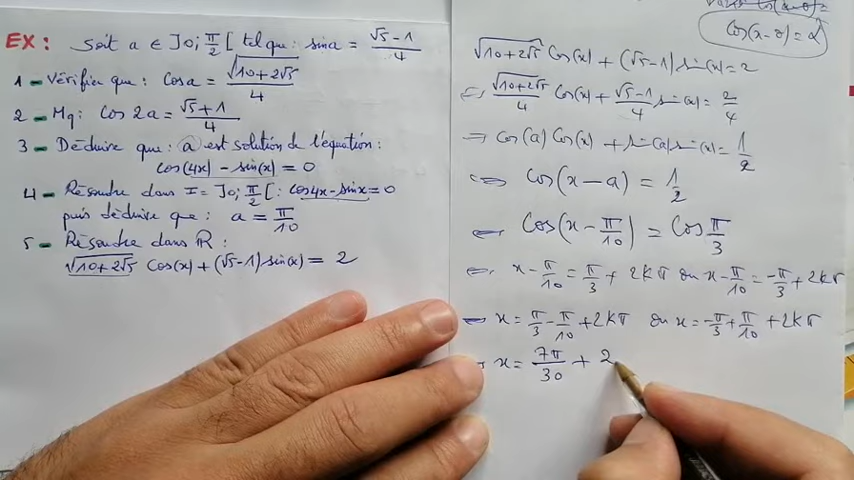 EX: Soit a ∈ ]0; π/2[ tel que: sin a = (√5 - 1)/4
1 - Vérifier que: cos a = √(10+2√5)/4
2 - Mq: cos 2a = (√5 + 1)/4
3 - Déduire que: a est solution de l'équation:
cos(4x) - sin(x) = 0
4 - Résoudre dans I = ]0; π/2[ : cos4x - sinx = 0
puis déduire que: a = π/10
5 - Résoudre dans ℝ:
√(10+2√5) cos(x) + (√5-1) sin(x) = 2
cos(x-a) = α
√(10+2√5) cos(x) + (√5-1) sin(x) = 2
⇔ √(10+2√5)/4 cos(x) + (√5-1)/4 sin(x) = 2/4
⇒ cos(a) cos(x) + sin(a) sin(x) = 1/2
⇔ cos(x - a) = 1/2
⇔ cos(x - π/10) = cos π/3
⇔ x - π/10 = π/3 + 2kπ ou x - π/10 = -π/3 + 2kπ
⇔ x = π/3 - π/10 + 2kπ ou x = -π/3 + π/10 + 2kπ
x = 7π/30 + 2